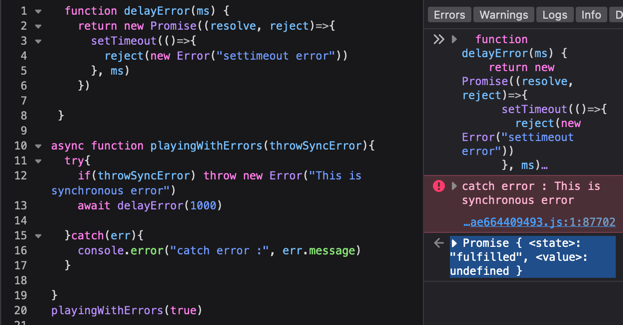 1 function delayError(ms) {
2 return new Promise((resolve, reject)=>{
3 setTimeout(()=>{
4 reject(new Error("settimeout error"))
5 }, ms)
6 })
7
8 }
9
10 async function playingWithErrors(throwSyncError){
11 try{
12 if(throwSyncError) throw new Error("This is
synchronous error")
13 await delayError(1000)
14
15 }catch(err){
16 console.error("catch error :", err.message)
17 }
18
19 }
20 playingWithErrors(true)
21
Errors Warnings Logs Info D
function
delayError(ms) {
return new
Promise((resolve,
reject)=>{
setTimeout(()=>{
reject(new
Error("settimeout
error"))
}, ms)…
catch error : This is
synchronous error
…ae664409493.js:1:87702
Promise { <state>:
"fulfilled", <value>:
undefined }